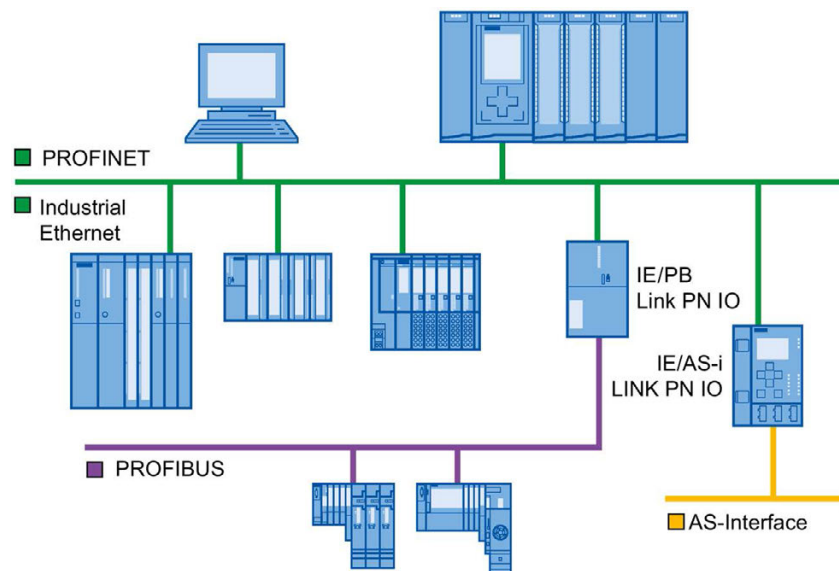 PROFINET
Industrial
Ethernet
IE/PB
Link PN IO
IE/AS-i
LINK PN IO
PROFIBUS
AS-Interface